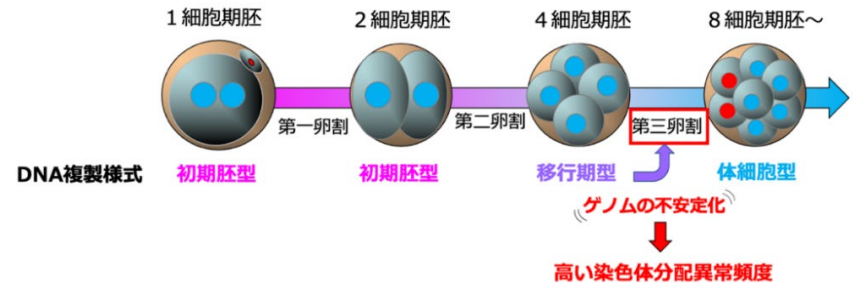 1細胞期胚
2細胞期胚
4細胞期胚
8細胞期胚~
第一卵割
第二卵割
第三卵割
DNA複製様式
初期胚型
初期胚型
移行期型
体細胞型
ゲノムの不安定化
高い染色体分配異常頻度